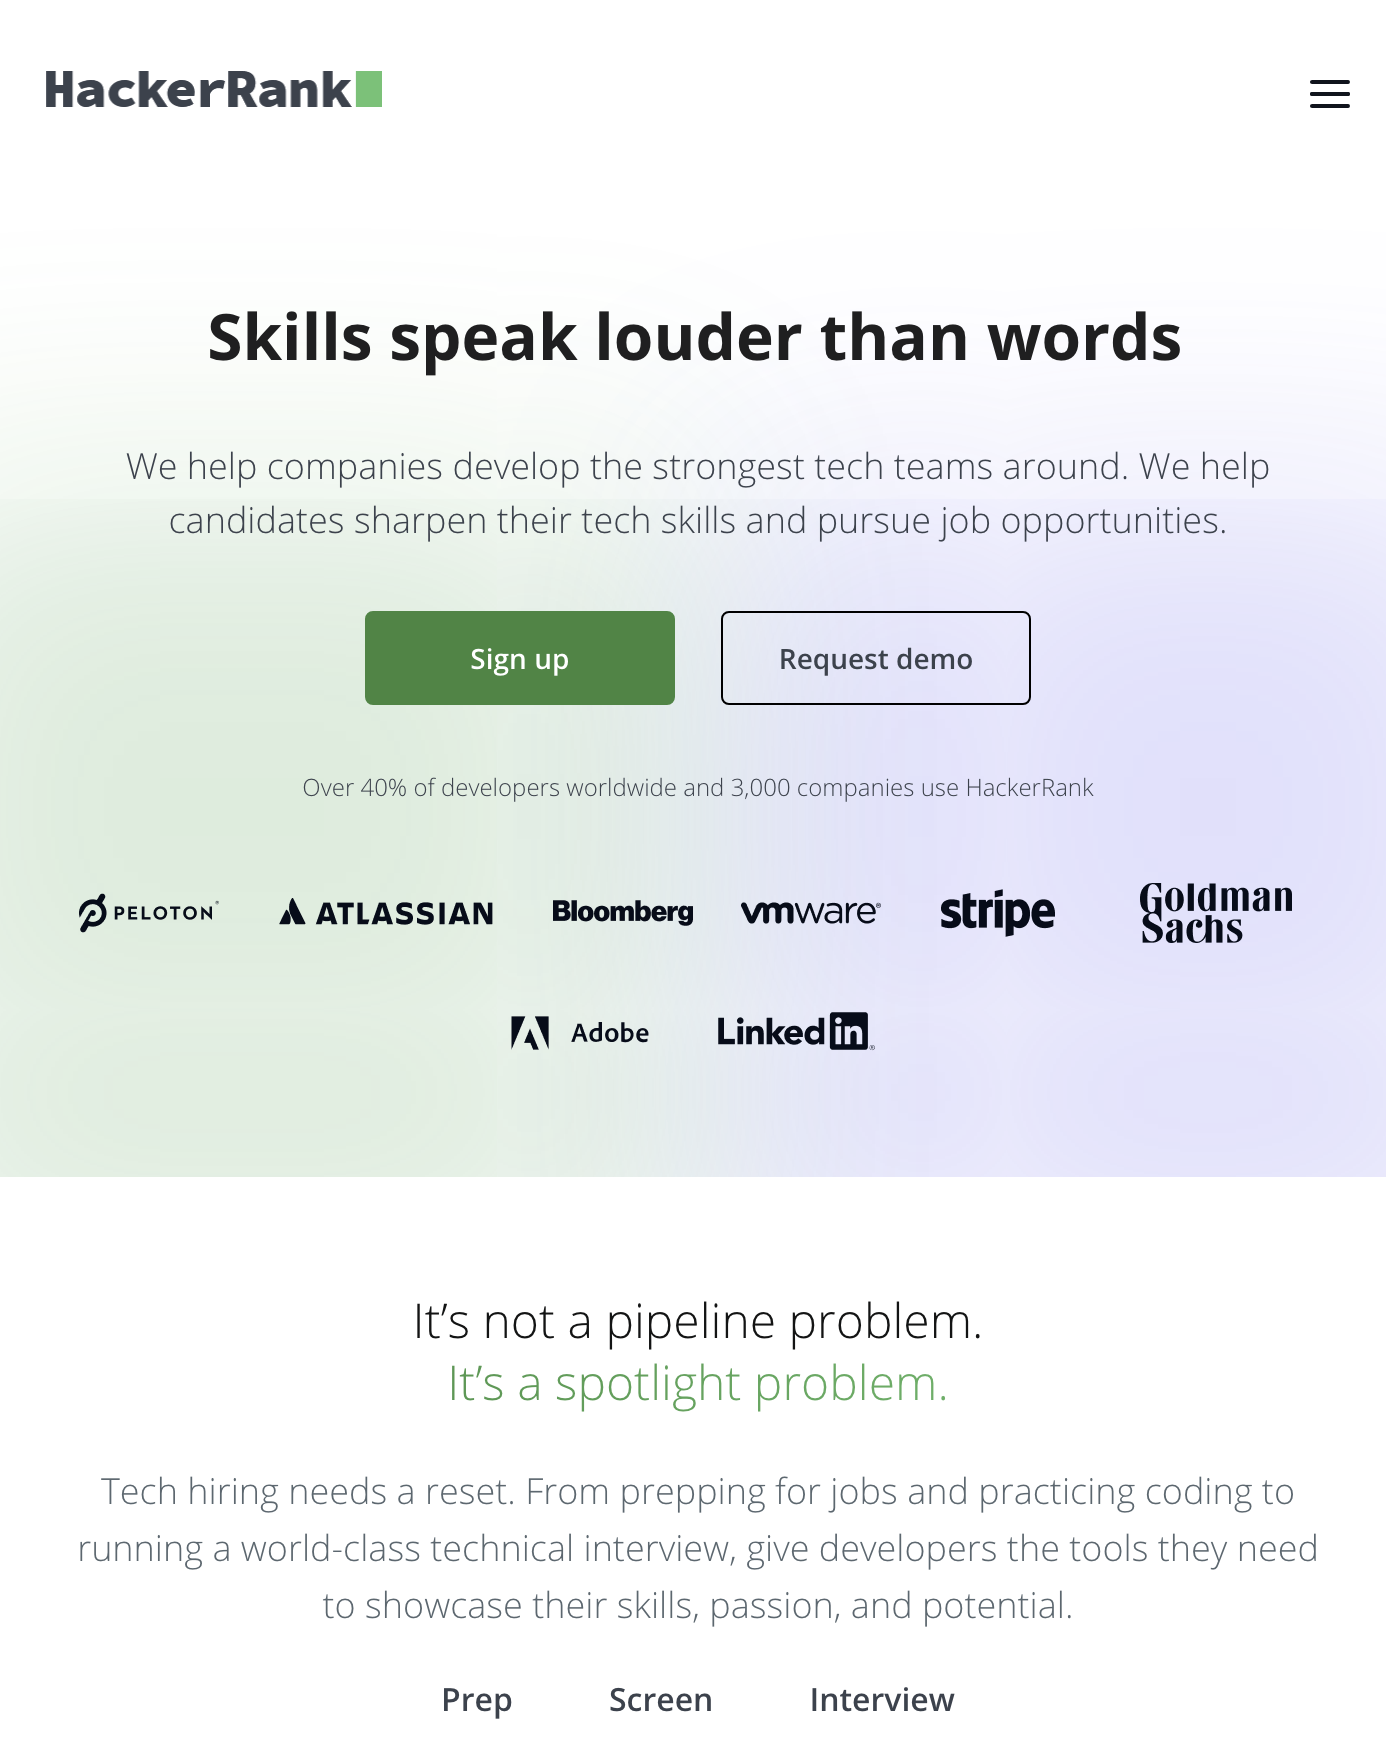 HackerRank
Skills speak louder than words
We help companies develop the strongest tech teams around. We help
candidates sharpen their tech skills and pursue job opportunities.
Sign up
Request demo
Over 40% of developers worldwide and 3,000 companies use HackerRank
PELOTON®
ATLASSIAN
Bloomberg
vmware®
stripe
Goldman
Sachs
Adobe
Linked in®
It’s not a pipeline problem.
It’s a spotlight problem.
Tech hiring needs a reset. From prepping for jobs and practicing coding to
running a world-class technical interview, give developers the tools they need
to showcase their skills, passion, and potential.
Prep
Screen
Interview